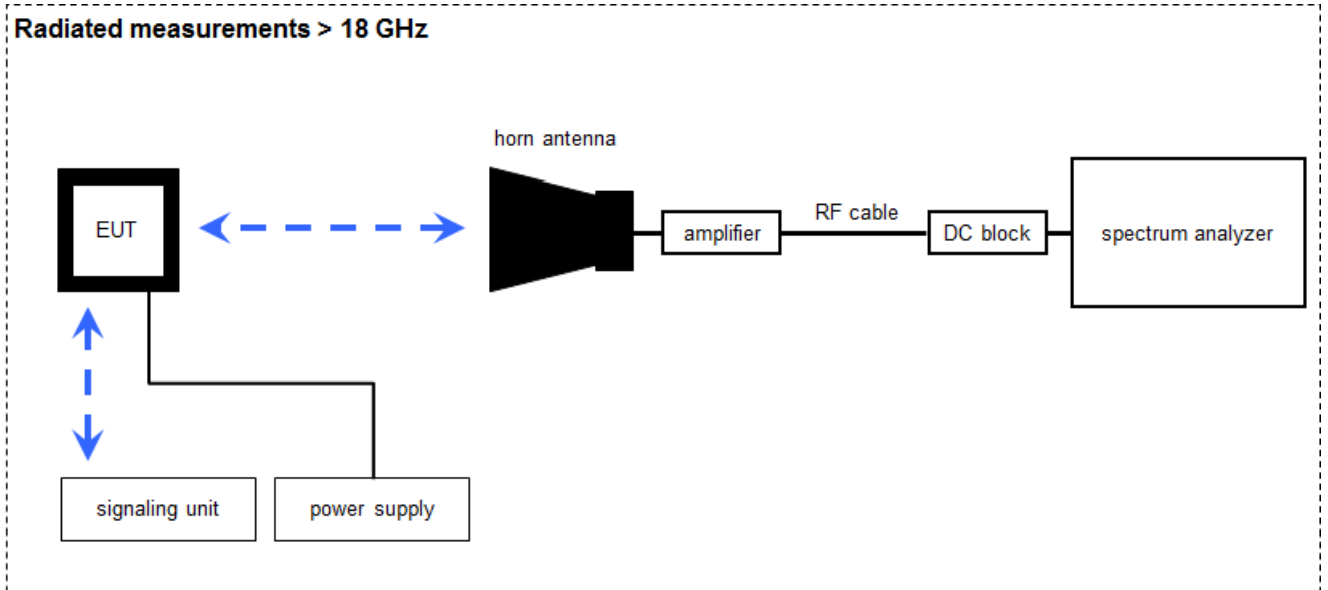 Radiated measurements > 18 GHz
horn antenna
EUT
amplifier
RF cable
DC block
spectrum analyzer
signaling unit
power supply